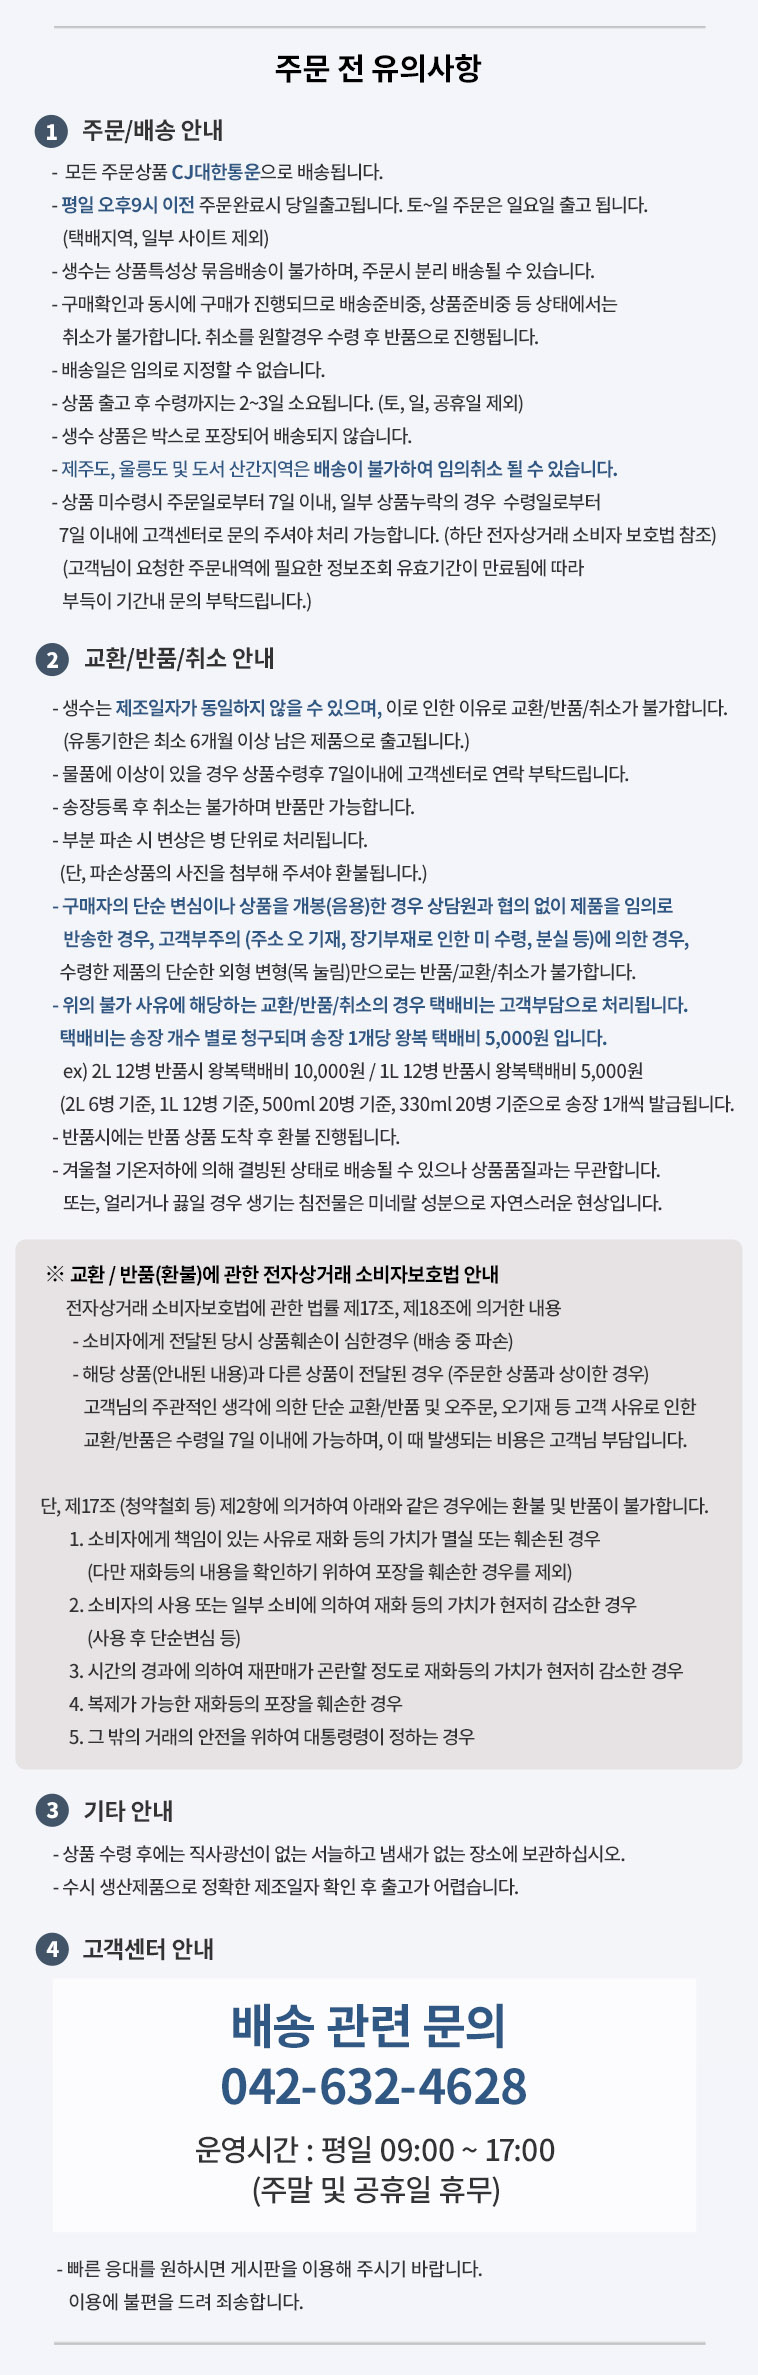 주문 전 유의사항
1 주문/배송 안내
- 모든 주문상품 CJ대한통운으로 배송됩니다.
- 평일 오후9시 이전 주문완료시 당일출고됩니다. 토~일 주문은 일요일 출고 됩니다.
(택배지역, 일부 사이트 제외)
- 생수는 상품특성상 묶음배송이 불가하며, 주문시 분리 배송될 수 있습니다.
- 구매확인과 동시에 구매가 진행되므로 배송준비중, 상품준비중 등 상태에서는
취소가 불가합니다. 취소를 원할경우 수령 후 반품으로 진행됩니다.
- 배송일은 임의로 지정할 수 없습니다.
- 상품 출고 후 수령까지는 2~3일 소요됩니다. (토, 일, 공휴일 제외)
- 생수 상품은 박스로 포장되어 배송되지 않습니다.
- 제주도, 울릉도 및 도서 산간지역은 배송이 불가하여 임의취소 될 수 있습니다.
- 상품 미수령시 주문일로부터 7일 이내, 일부 상품누락의 경우 수령일로부터
7일 이내에 고객센터로 문의 주셔야 처리 가능합니다. (하단 전자상거래 소비자 보호법 참조)
(고객님이 요청한 주문내역에 필요한 정보조회 유효기간이 만료됨에 따라
부득이 기간내 문의 부탁드립니다.)
2 교환/반품/취소 안내
- 생수는 제조일자가 동일하지 않을 수 있으며, 이로 인한 이유로 교환/반품/취소가 불가합니다.
(유통기한은 최소 6개월 이상 남은 제품으로 출고됩니다.)
- 물품에 이상이 있을 경우 상품수령후 7일이내에 고객센터로 연락 부탁드립니다.
- 송장등록 후 취소는 불가하며 반품만 가능합니다.
- 부분 파손 시 변상은 병 단위로 처리됩니다.
(단, 파손상품의 사진을 첨부해 주셔야 환불됩니다.)
- 구매자의 단순 변심이나 상품을 개봉(음용)한 경우 상담원과 협의 없이 제품을 임의로
반송한 경우, 고객부주의 (주소 오 기재, 장기부재로 인한 미 수령, 분실 등)에 의한 경우,
수령한 제품의 단순한 외형 변형(목 눌림)만으로는 반품/교환/취소가 불가합니다.
- 위의 불가 사유에 해당하는 교환/반품/취소의 경우 택배비는 고객부담으로 처리됩니다.
택배비는 송장 개수 별로 청구되며 송장 1개당 왕복 택배비 5,000원 입니다.
ex) 2L 12병 반품시 왕복택배비 10,000원 / 1L 12병 반품시 왕복택배비 5,000원
(2L 6병 기준, 1L 12병 기준, 500ml 20병 기준, 330ml 20병 기준으로 송장 1개씩 발급됩니다.
- 반품시에는 반품 상품 도착 후 환불 진행됩니다.
- 겨울철 기온저하에 의해 결빙된 상태로 배송될 수 있으나 상품품질과는 무관합니다.
또는, 얼리거나 끓일 경우 생기는 침전물은 미네랄 성분으로 자연스러운 현상입니다.
※ 교환 / 반품(환불)에 관한 전자상거래 소비자보호법 안내
전자상거래 소비자보호법에 관한 법률 제17조, 제18조에 의거한 내용
- 소비자에게 전달된 당시 상품훼손이 심한경우 (배송 중 파손)
- 해당 상품(안내된 내용)과 다른 상품이 전달된 경우 (주문한 상품과 상이한 경우)
고객님의 주관적인 생각에 의한 단순 교환/반품 및 오주문, 오기재 등 고객 사유로 인한
교환/반품은 수령일 7일 이내에 가능하며, 이 때 발생되는 비용은 고객님 부담입니다.
단, 제17조 (청약철회 등) 제2항에 의거하여 아래와 같은 경우에는 환불 및 반품이 불가합니다.
1. 소비자에게 책임이 있는 사유로 재화 등의 가치가 멸실 또는 훼손된 경우
(다만 재화등의 내용을 확인하기 위하여 포장을 훼손한 경우를 제외)
2. 소비자의 사용 또는 일부 소비에 의하여 재화 등의 가치가 현저히 감소한 경우
(사용 후 단순변심 등)
3. 시간의 경과에 의하여 재판매가 곤란할 정도로 재화등의 가치가 현저히 감소한 경우
4. 복제가 가능한 재화등의 포장을 훼손한 경우
5. 그 밖의 거래의 안전을 위하여 대통령령이 정하는 경우
3 기타 안내
- 상품 수령 후에는 직사광선이 없는 서늘하고 냄새가 없는 장소에 보관하십시오.
- 수시 생산제품으로 정확한 제조일자 확인 후 출고가 어렵습니다.
4 고객센터 안내
배송 관련 문의
042-632-4628
운영시간 : 평일 09:00 ~ 17:00
(주말 및 공휴일 휴무)
- 빠른 응대를 원하시면 게시판을 이용해 주시기 바랍니다.
이용에 불편을 드려 죄송합니다.